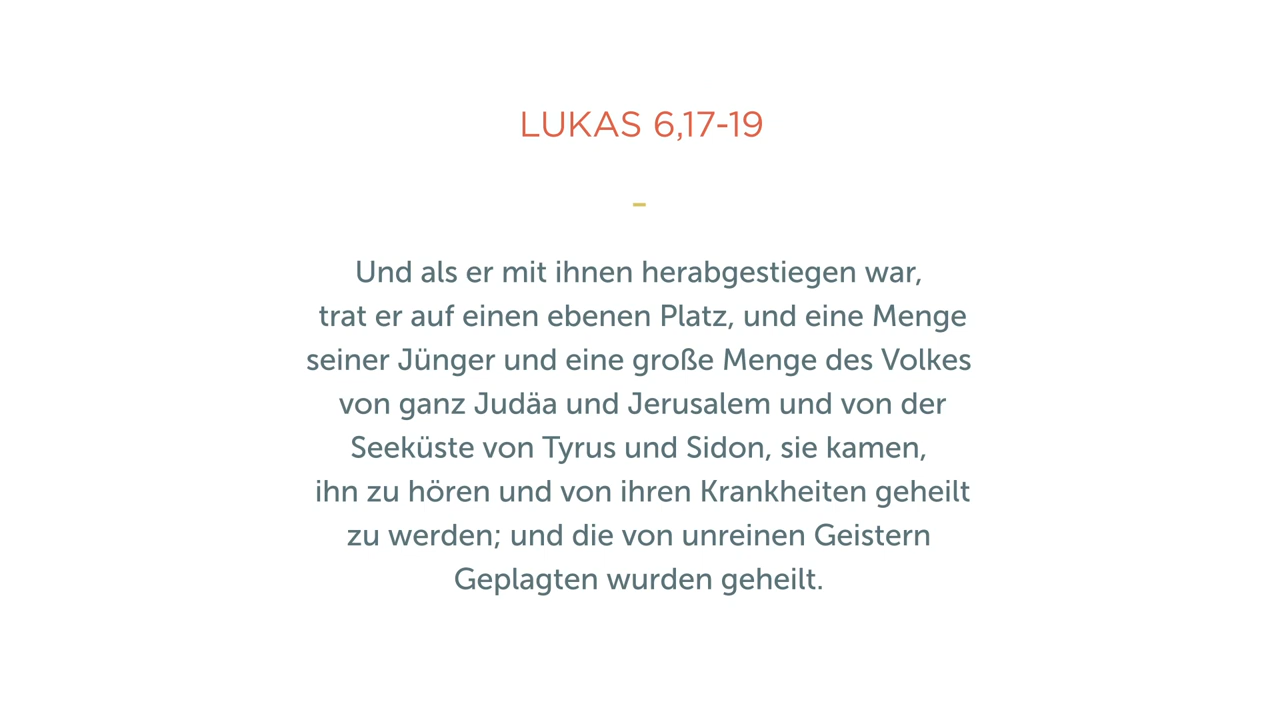 LUKAS 6,17-19
–
Und als er mit ihnen herabgestiegen war,
trat er auf einen ebenen Platz, und eine Menge
seiner Jünger und eine große Menge des Volkes
von ganz Judäa und Jerusalem und von der
Seeküste von Tyrus und Sidon, sie kamen,
ihn zu hören und von ihren Krankheiten geheilt
zu werden; und die von unreinen Geistern
Geplagten wurden geheilt.